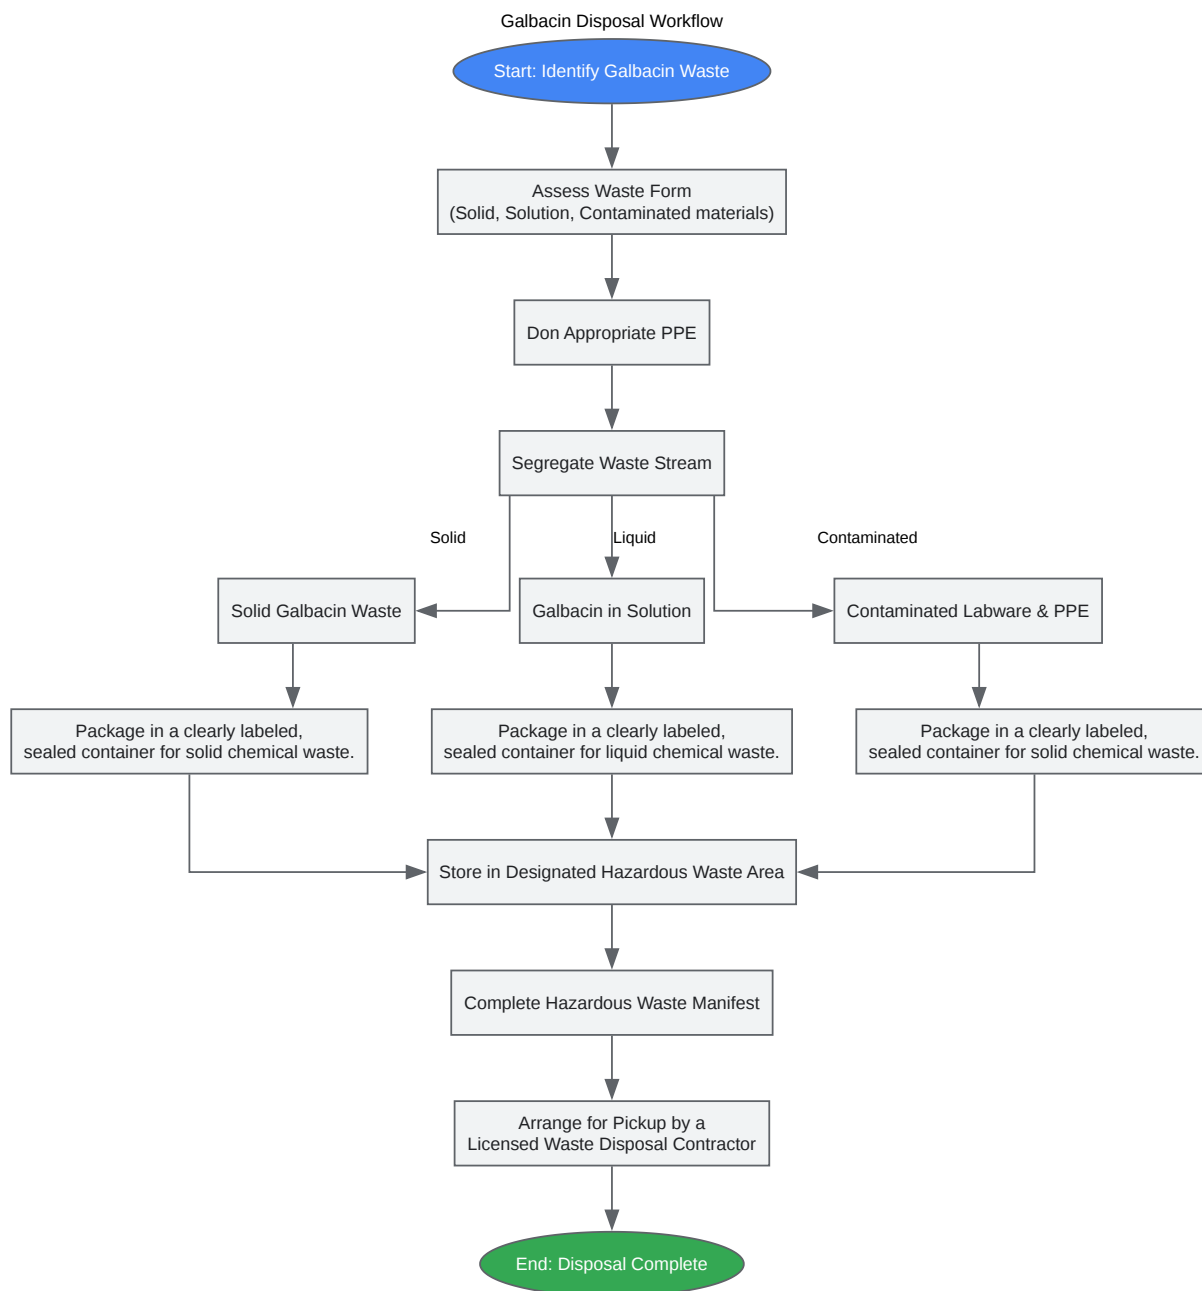 Galbacin Disposal Workflow
Start: Identify Galbacin Waste
Assess Waste Form
(Solid, Solution, Contaminated materials)
Don Appropriate PPE
Segregate Waste Stream
Solid
Liquid
Contaminated
Solid Galbacin Waste
Galbacin in Solution
Contaminated Labware & PPE
Package in a clearly labeled,
sealed container for solid chemical waste.
Package in a clearly labeled,
sealed container for liquid chemical waste.
Package in a clearly labeled,
sealed container for solid chemical waste.
Store in Designated Hazardous Waste Area
Complete Hazardous Waste Manifest
Arrange for Pickup by a
Licensed Waste Disposal Contractor
End: Disposal Complete